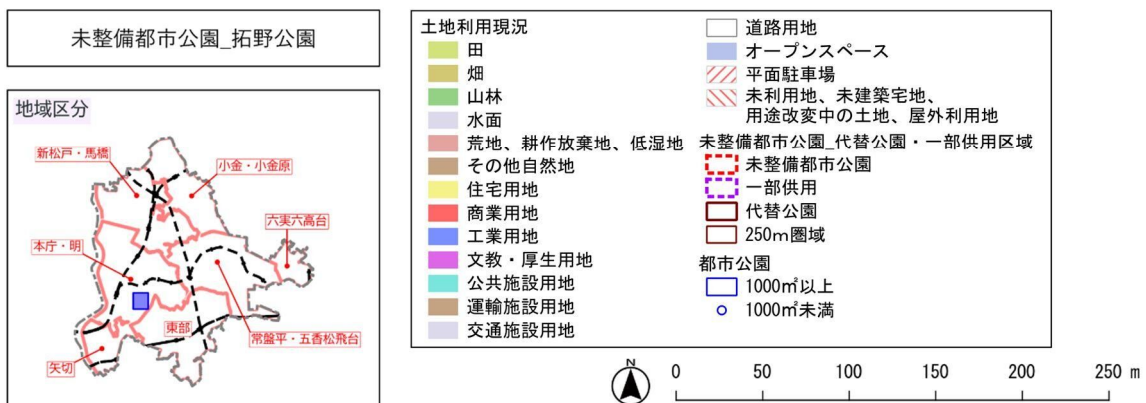 未整備都市公園_拓野公園
地域区分
新松戸・馬橋
小金・小金原
六実六高台
本庁・明
東部
常盤平・五香松飛台
矢切
土地利用現況
田
畑
山林
水面
荒地、耕作放棄地、低湿地
その他自然地
住宅用地
商業用地
工業用地
文教・厚生用地
公共施設用地
運輸施設用地
交通施設用地
道路用地
オープンスペース
平面駐車場
未利用地、未建築宅地、
用途改変中の土地、屋外利用地
未整備都市公園_代替公園・一部供用区域
未整備都市公園
一部供用
代替公園
250m圏域
都市公園
1000㎡以上
1000㎡未満
N
0 50 100 150 200 250 m